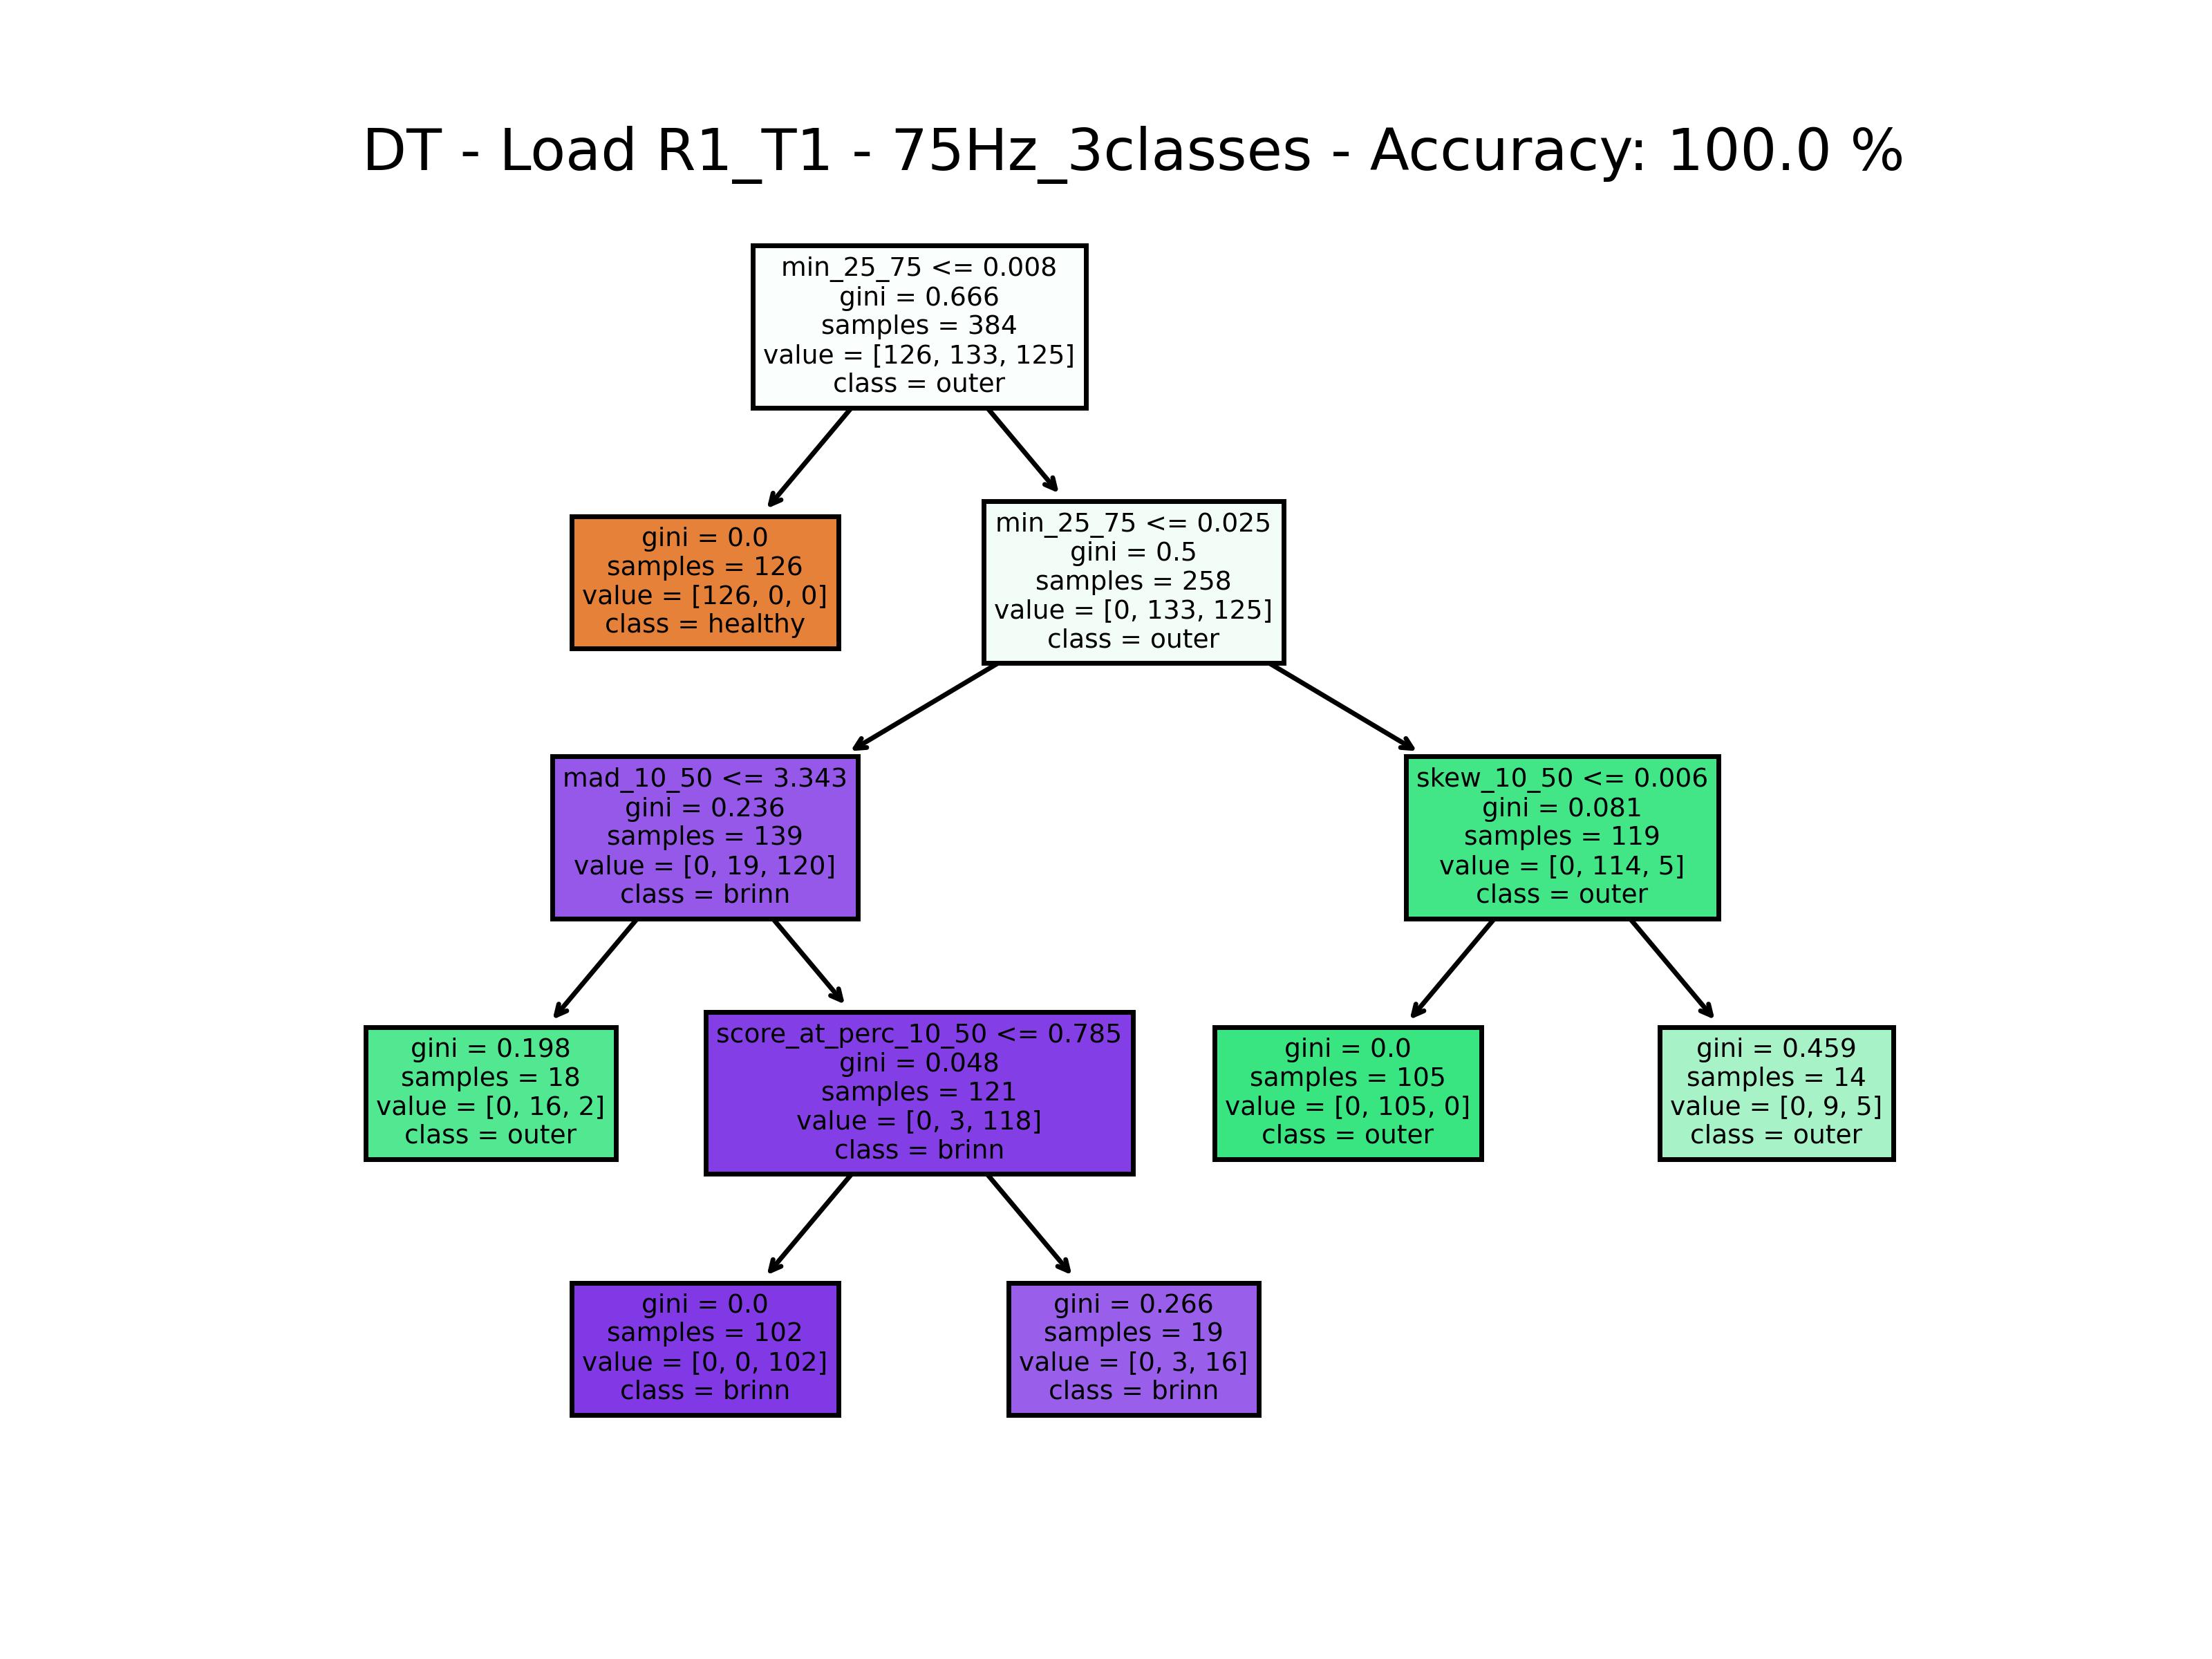 DT - Load R1_T1 - 75Hz_3classes - Accuracy: 100.0 %
min_25_75 <= 0.008
gini = 0.666
samples = 384
value = [126, 133, 125]
class = outer
gini = 0.0
samples = 126
value = [126, 0, 0]
class = healthy
min_25_75 <= 0.025
gini = 0.5
samples = 258
value = [0, 133, 125]
class = outer
mad_10_50 <= 3.343
gini = 0.236
samples = 139
value = [0, 19, 120]
class = brinn
skew_10_50 <= 0.006
gini = 0.081
samples = 119
value = [0, 114, 5]
class = outer
gini = 0.198
samples = 18
value = [0, 16, 2]
class = outer
score_at_perc_10_50 <= 0.785
gini = 0.048
samples = 121
value = [0, 3, 118]
class = brinn
gini = 0.0
samples = 105
value = [0, 105, 0]
class = outer
gini = 0.459
samples = 14
value = [0, 9, 5]
class = outer
gini = 0.0
samples = 102
value = [0, 0, 102]
class = brinn
gini = 0.266
samples = 19
value = [0, 3, 16]
class = brinn